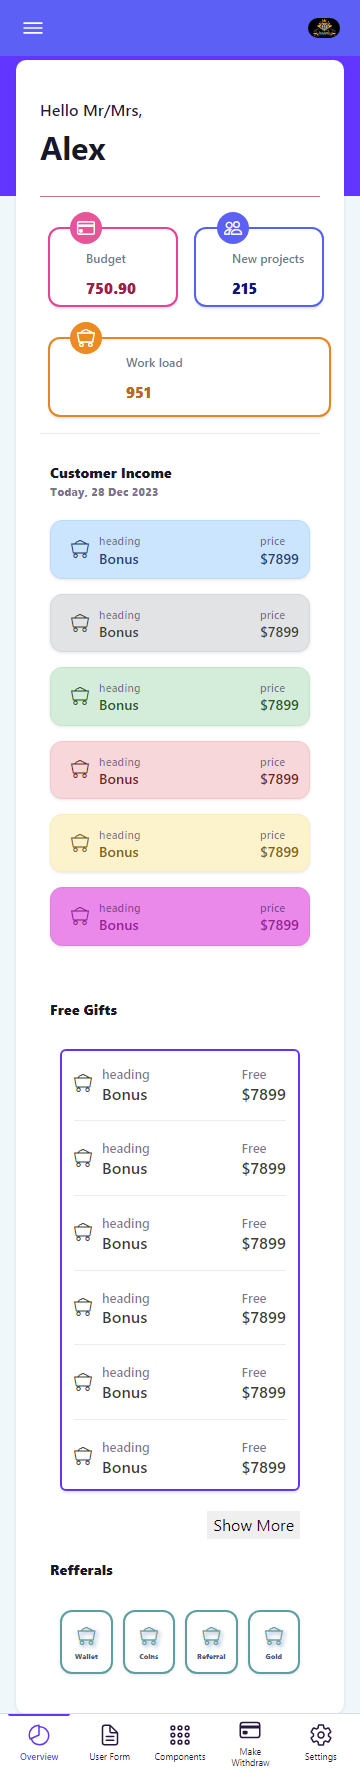 Hello Mr/Mrs,
Alex
Budget
750.90
New projects
215
Work load
951
Customer Income
Today, 28 Dec 2023
heading price
Bonus $7899
heading price
Bonus $7899
heading price
Bonus $7899
heading price
Bonus $7899
heading price
Bonus $7899
heading price
Bonus $7899
Free Gifts
heading Free
Bonus $7899
heading Free
Bonus $7899
heading Free
Bonus $7899
heading Free
Bonus $7899
heading Free
Bonus $7899
heading Free
Bonus $7899
Show More
Refferals
Wallet Coins Referral Gold
Overview User Form Components Make Withdraw Settings